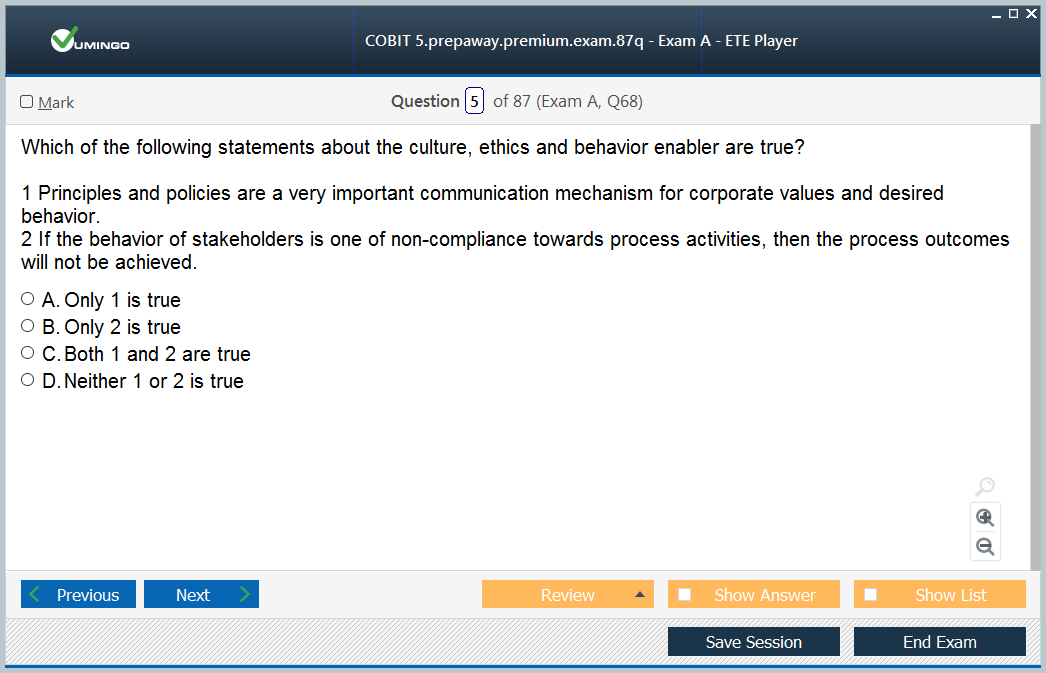 VUMINGO
COBIT 5.prepaway.premium.exam.87q - Exam A - ETE Player
Mark
Question 5 of 87 (Exam A, Q68)
Which of the following statements about the culture, ethics and behavior enabler are true?
1 Principles and policies are a very important communication mechanism for corporate values and desired
behavior.
2 If the behavior of stakeholders is one of non-compliance towards process activities, then the process outcomes
will not be achieved.
A. Only 1 is true
B. Only 2 is true
C. Both 1 and 2 are true
D. Neither 1 or 2 is true
Previous Next Review Show Answer Show List
Save Session End Exam